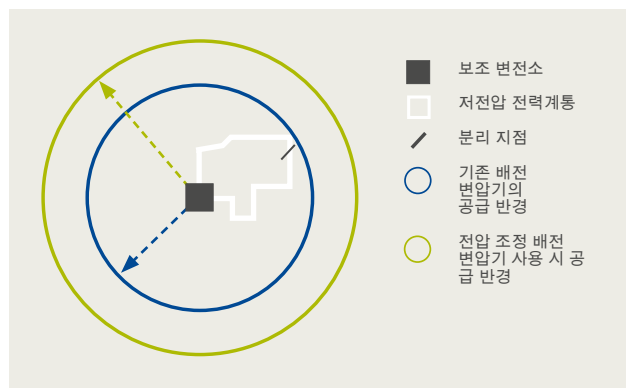 보조 변전소
저전압 전력계통
분리 지점
기존 배전
변압기의
공급 반경
전압 조정 배전
변압기 사용 시 공
급 반경